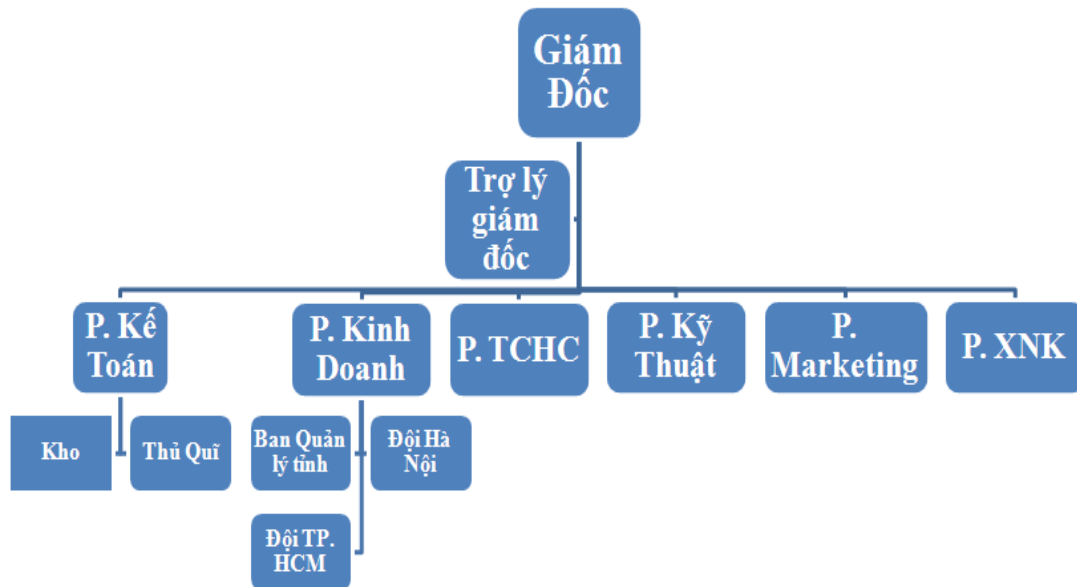 Giám
Đốc
Trợ lý
giám
đốc
P. Kế
Toán
P. Kinh
Doanh
P. TCHC
P. Kỹ
Thuật
P.
Marketing
P. XNK
Kho
Thủ Quĩ
Ban Quản
lý tỉnh
Đội Hà
Nội
Đội TP.
HCM